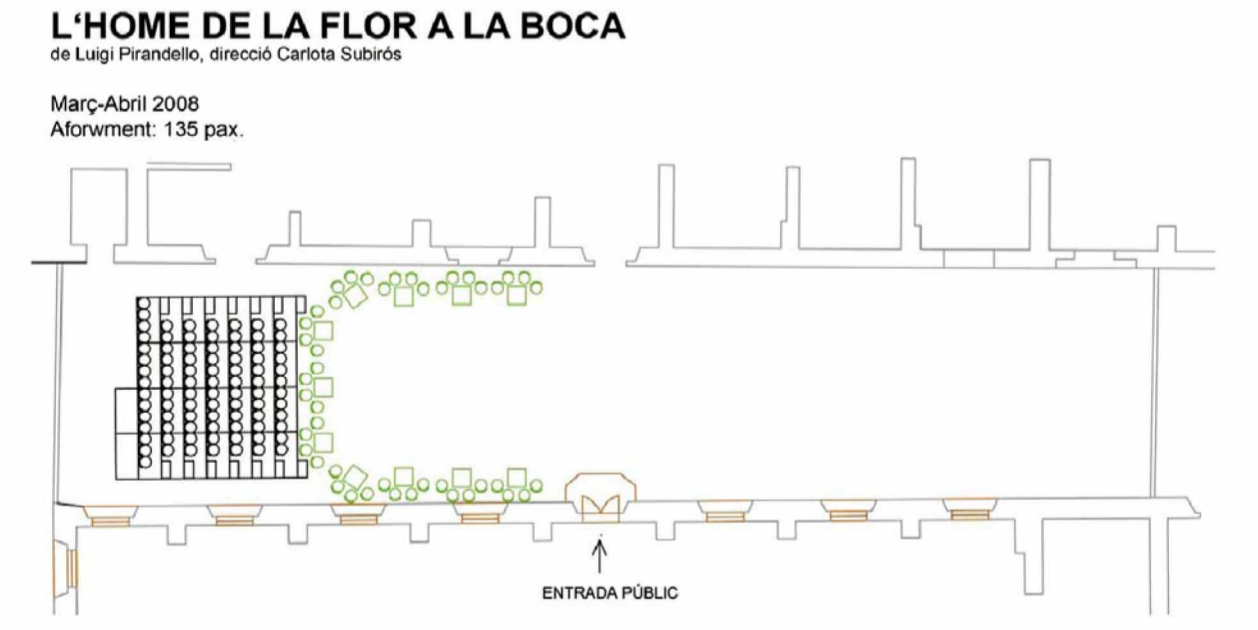 L‘HOME DE LA FLOR A LA BOCA
de Luigi Pirandello, direcció Carlota Subirós
Març-Abril 2008
Aforwment: 135 pax.
ENTRADA PÚBLIC